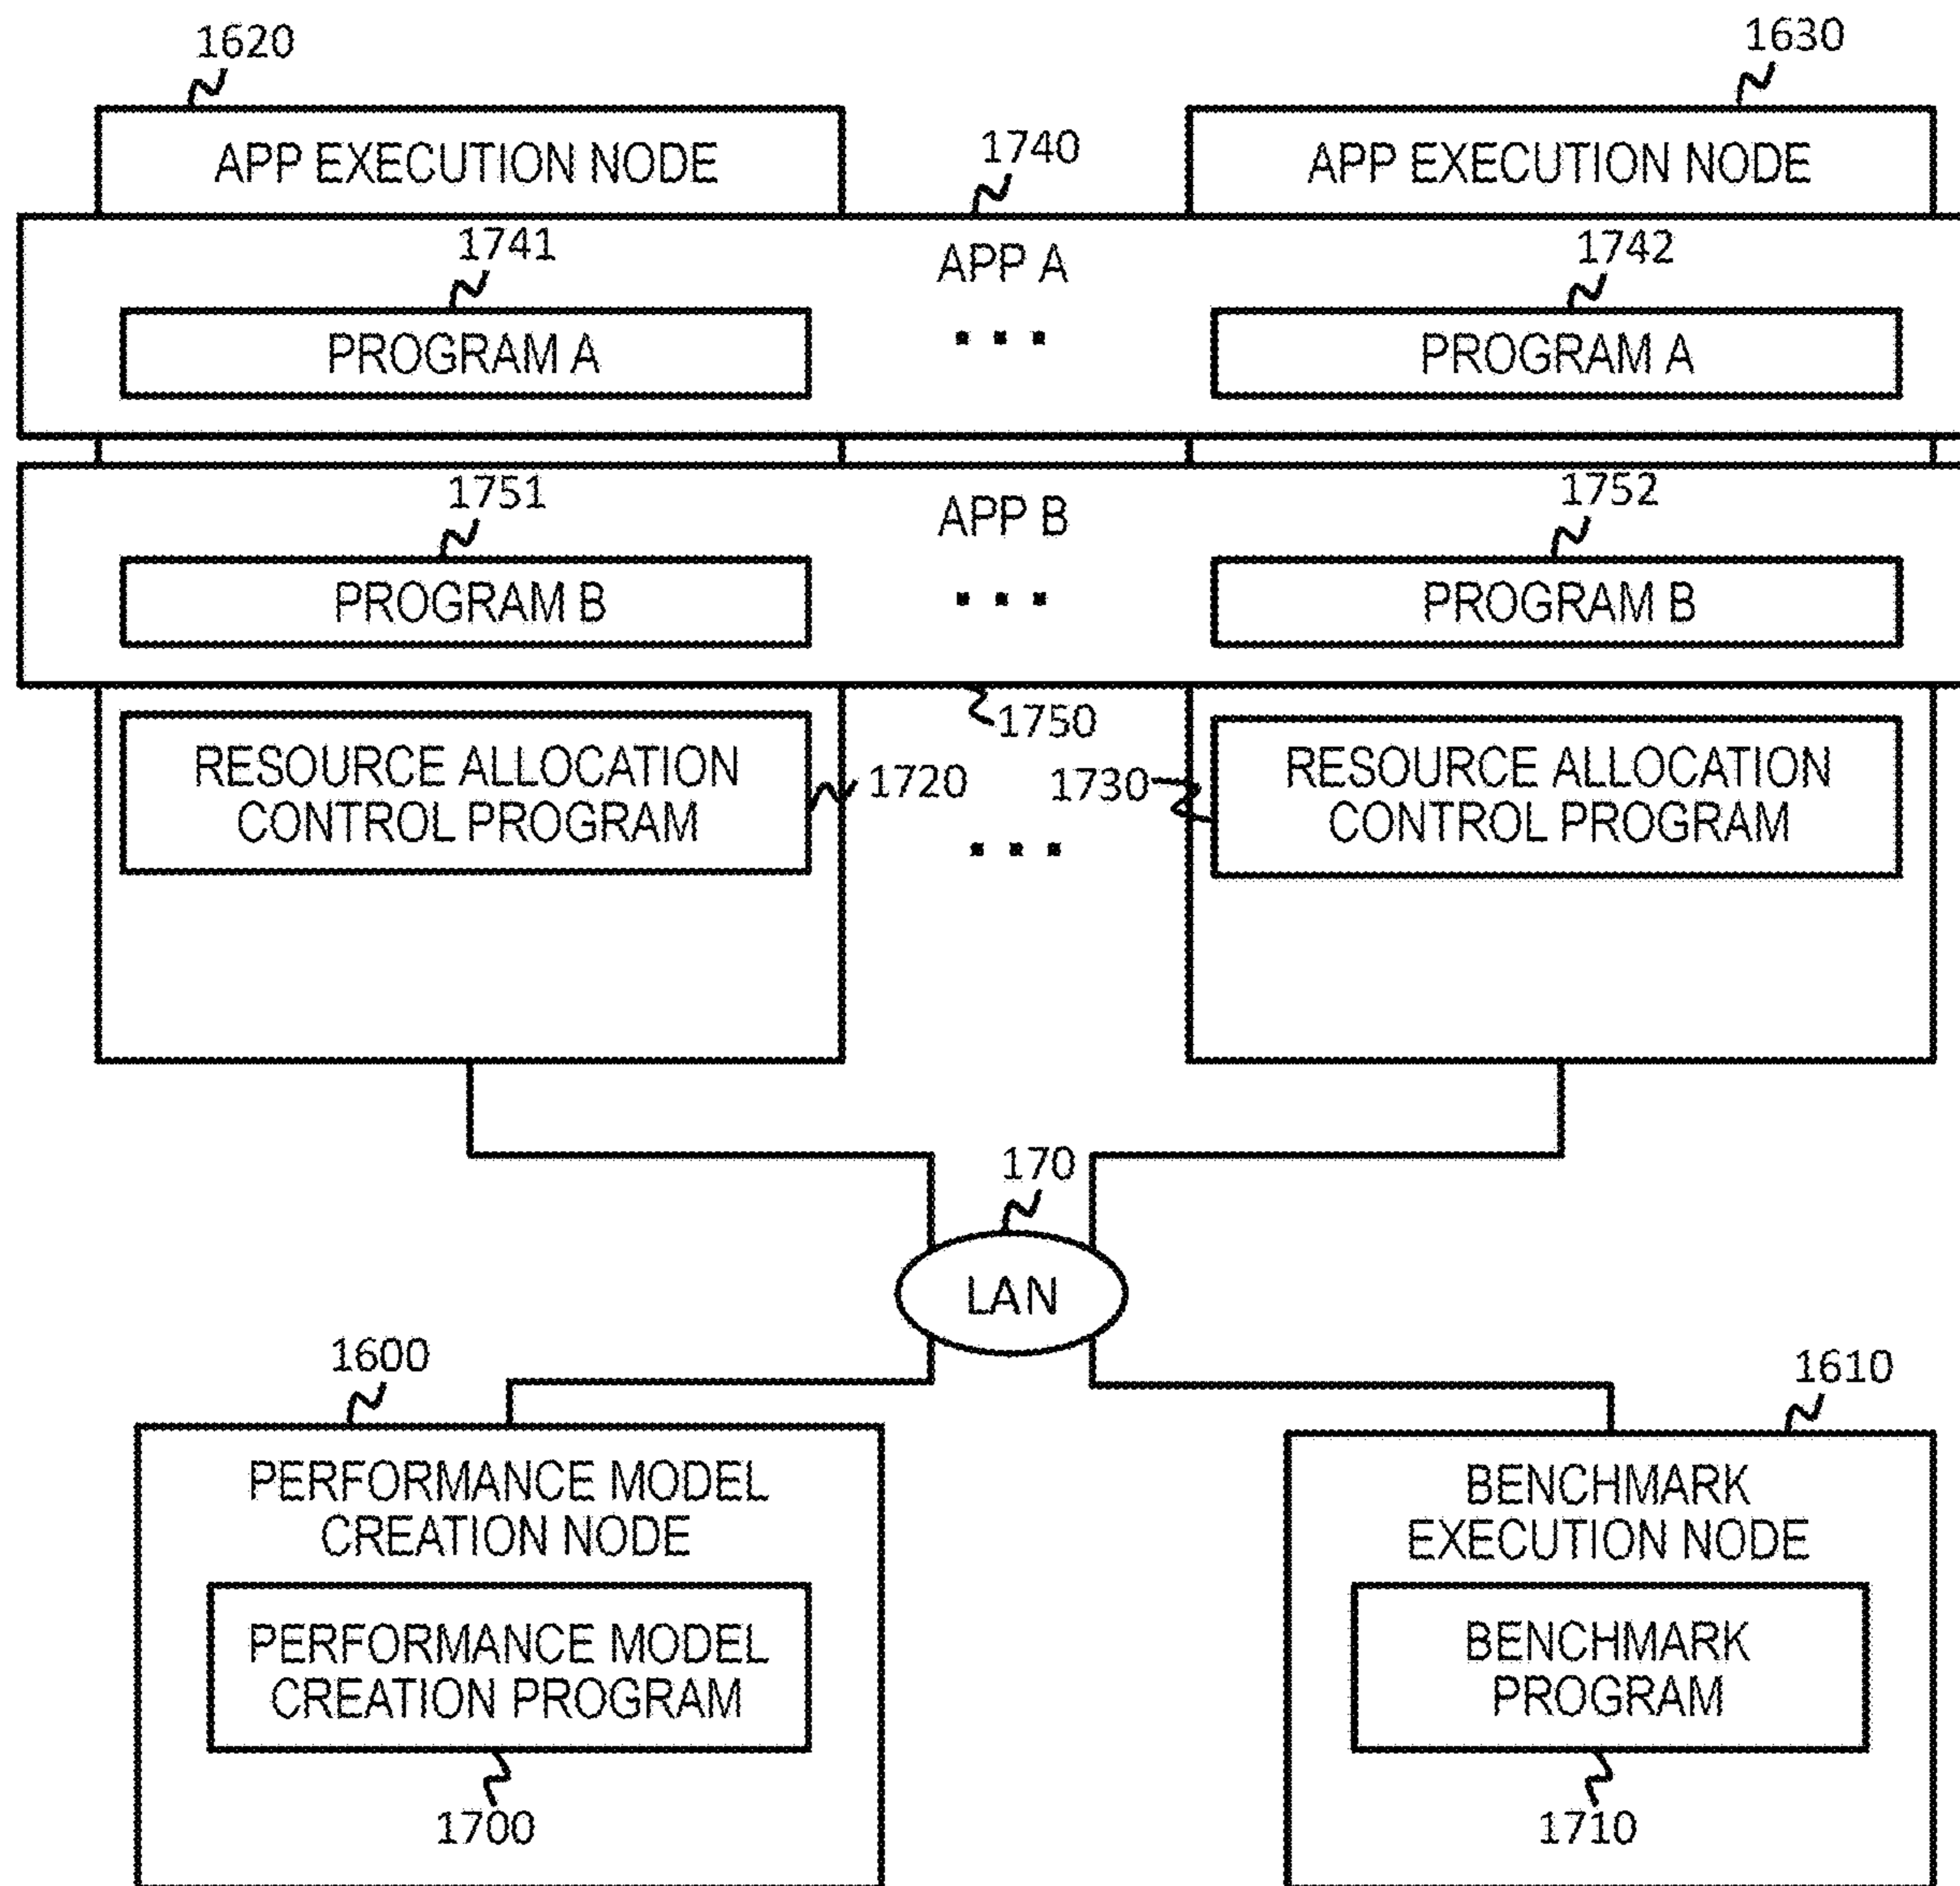 1620
1630
APP EXECUTION NODE
1740
APP EXECUTION NODE
1741
APP A
1742
PROGRAM A
...
PROGRAM A
1751
APP B
1752
PROGRAM B
...
PROGRAM B
1750
RESOURCE ALLOCATION
CONTROL PROGRAM
1720
1730
RESOURCE ALLOCATION
CONTROL PROGRAM
...
170
LAN
1600
1610
PERFORMANCE MODEL
CREATION NODE
BENCHMARK
EXECUTION NODE
PERFORMANCE MODEL
CREATION PROGRAM
BENCHMARK
PROGRAM
1700
1710